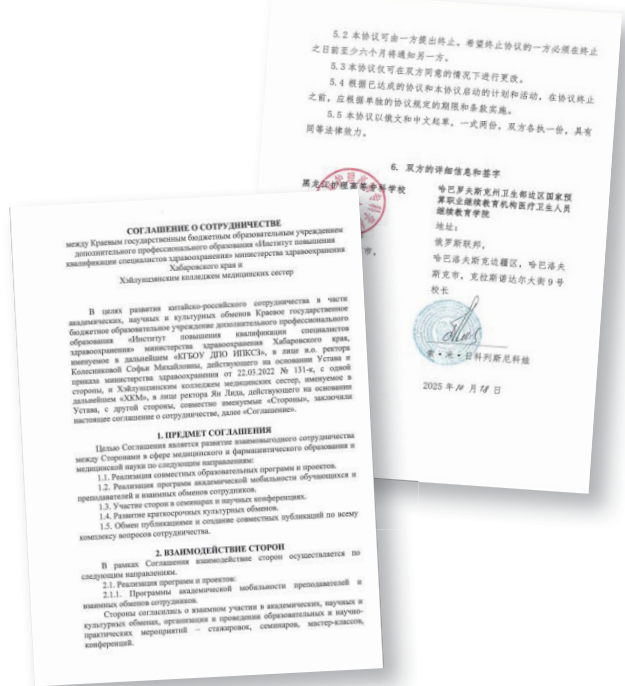 5.2 本协议可由一方提出终止。希望终止协议的一方必须在终止
之日前至少六个月将通知另一方。
5.3 本协议仅可在双方同意的情况下进行更改。
5.4 根据已达成的协议和本协议启动的计划和活动，在协议终止
之前，应根据单独的协议规定的期限和条款实施。
5.5 本协议以俄文和中文起草，一式两份，双方各执一份，具有
同等法律效力。
6. 双方的详细信息和签字
黑龙江护理高等专科学校
哈巴罗夫斯克州卫生部边区国家预
算职业继续教育机构医疗卫生人员
继续教育学院
地址：
俄罗斯联邦，
哈巴洛夫斯克边疆区，哈巴洛夫
斯克市，克拉斯诺达尔大街 9 号
校长
2025 年 月 日
市，
СОГЛАШЕНИЕ О СОТРУДНИЧЕСТВЕ
между Краевым государственным бюджетным образовательным учреждением
дополнительного профессионального образования «Институт повышения
квалификации специалистов здравоохранения» министерства здравоохранения
Хабаровского края и
Хэйлунцзянским колледжем медицинских сестер
В целях развития китайско-российского сотрудничества в части
академических, научных и культурных обменов Краевое государственное
бюджетное образовательное учреждение дополнительного профессионального
образования «Институт повышения квалификации специалистов
здравоохранения» министерства здравоохранения Хабаровского края,
именуемое в дальнейшем «КГБОУ ДПО ИПКСЗ», в лице и.о. ректора
Колесниковой Софьи Михайловны, действующего на основании Устава и
приказа министерства здравоохранения от 22.03.2022 № 131-к, с одной
стороны, и Хэйлунцзянским колледжем медицинских сестер, именуемое в
дальнейшем «ХКМ», в лице ректора Ян Лида, действующего на основании
Устава, с другой стороны, совместно именуемые «Стороны», заключили
настоящее соглашение о сотрудничестве, далее «Соглашение».
1. ПРЕДМЕТ СОГЛАШЕНИЯ
Целью Соглашения является развитие взаимовыгодного сотрудничества
между Сторонами в сфере медицинского и фармацевтического образования и
медицинской науки по следующим направлениям:
1.1. Реализация совместных образовательных программ и проектов.
1.2. Реализация программ академической мобильности обучающихся и
преподавателей и взаимных обменов сотрудников.
1.3. Участие сторон в семинарах и научных конференциях.
1.4. Развитие краткосрочных культурных обменов.
1.5. Обмен публикациями и создание совместных публикаций по всему
комплексу вопросов сотрудничества.
2. ВЗАИМОДЕЙСТВИЕ СТОРОН
В рамках Соглашения взаимодействие сторон осуществляется по
следующим направлениям.
2.1. Реализация программ и проектов:
2.1.1. Программы академической мобильности преподавателей и
взаимных обменов сотрудников.
Стороны согласились о взаимном участии в академических, научных и
культурных обменах, организации и проведении образовательных и научно-
практических мероприятий – стажировок, семинаров, мастер-классов,
конференций.